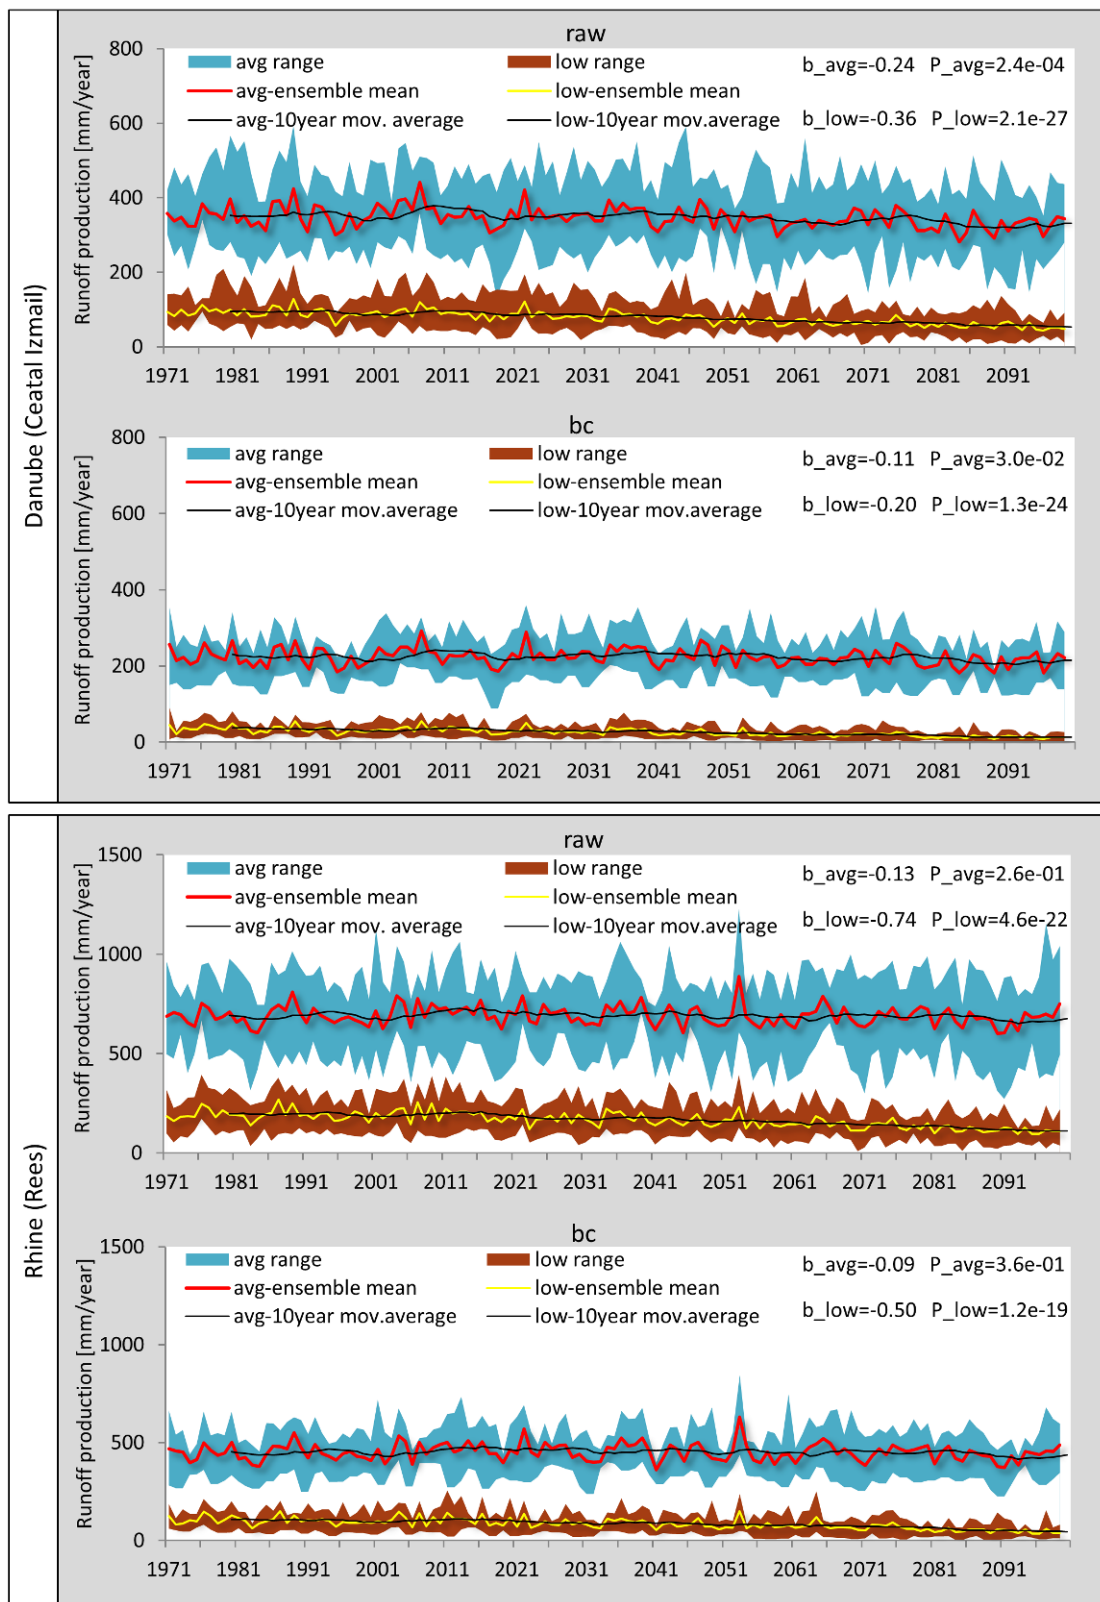 Danube (Ceatal Izmail)
raw
Runoff production [mm/year]
800
600
400
200
0
avg range
low range
avg-ensemble mean
low-ensemble mean
avg-10year mov. average
low-10year mov.average
b_avg=-0.24 P_avg=2.4e-04
b_low=-0.36 P_low=2.1e-27
1971 1981 1991 2001 2011 2021 2031 2041 2051 2061 2071 2081 2091
bc
Runoff production [mm/year]
800
600
400
200
0
avg range
low range
avg-ensemble mean
low-ensemble mean
avg-10year mov.average
low-10year mov.average
b_avg=-0.11 P_avg=3.0e-02
b_low=-0.20 P_low=1.3e-24
1971 1981 1991 2001 2011 2021 2031 2041 2051 2061 2071 2081 2091
Rhine (Rees)
raw
Runoff production [mm/year]
1500
1000
500
0
avg range
low range
avg-ensemble mean
low-ensemble mean
avg-10year mov. average
low-10year mov.average
b_avg=-0.13 P_avg=2.6e-01
b_low=-0.74 P_low=4.6e-22
1971 1981 1991 2001 2011 2021 2031 2041 2051 2061 2071 2081 2091
bc
Runoff production [mm/year]
1500
1000
500
0
avg range
low range
avg-ensemble mean
low-ensemble mean
avg-10year mov.average
low-10year mov.average
b_avg=-0.09 P_avg=3.6e-01
b_low=-0.50 P_low=1.2e-19
1971 1981 1991 2001 2011 2021 2031 2041 2051 2061 2071 2081 2091